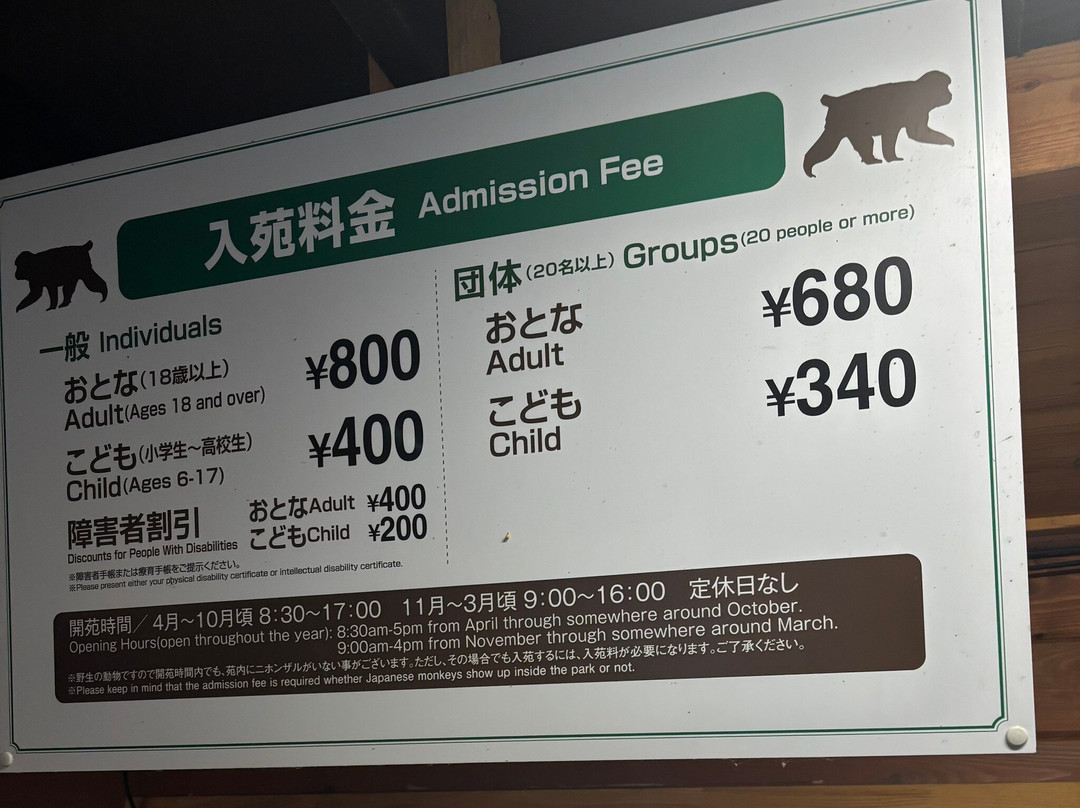 入苑料金 Admission Fee
一般 Individuals
おとな(18歳以上) ¥800
Adult(Ages 18 and over)
こども(小学生～高校生) ¥400
Child(Ages 6-17)
障害者割引 おとなAdult ¥400
Discounts for People With Disabilities こどもChild ¥200
※障害者手帳または療育手帳をご提示ください。
※Please present either your physical disability certificate or intellectual disability certificate.
団体(20名以上) Groups(20 people or more)
おとな ¥680
Adult
こども ¥340
Child
開苑時間／4月～10月頃 8:30～17:00 11月～3月頃 9:00～16:00 定休日なし
Opening Hours(open throughout the year): 8:30am-5pm from April through somewhere around October.
9:00am-4pm from November through somewhere around March.
※野生の動物ですので開苑時間内でも、苑内にニホンザルがいない事がございます。ただし、その場合でも入苑するには、入苑料が必要になります。ご了承ください。
※Please keep in mind that the admission fee is required whether Japanese monkeys show up inside the park or not.